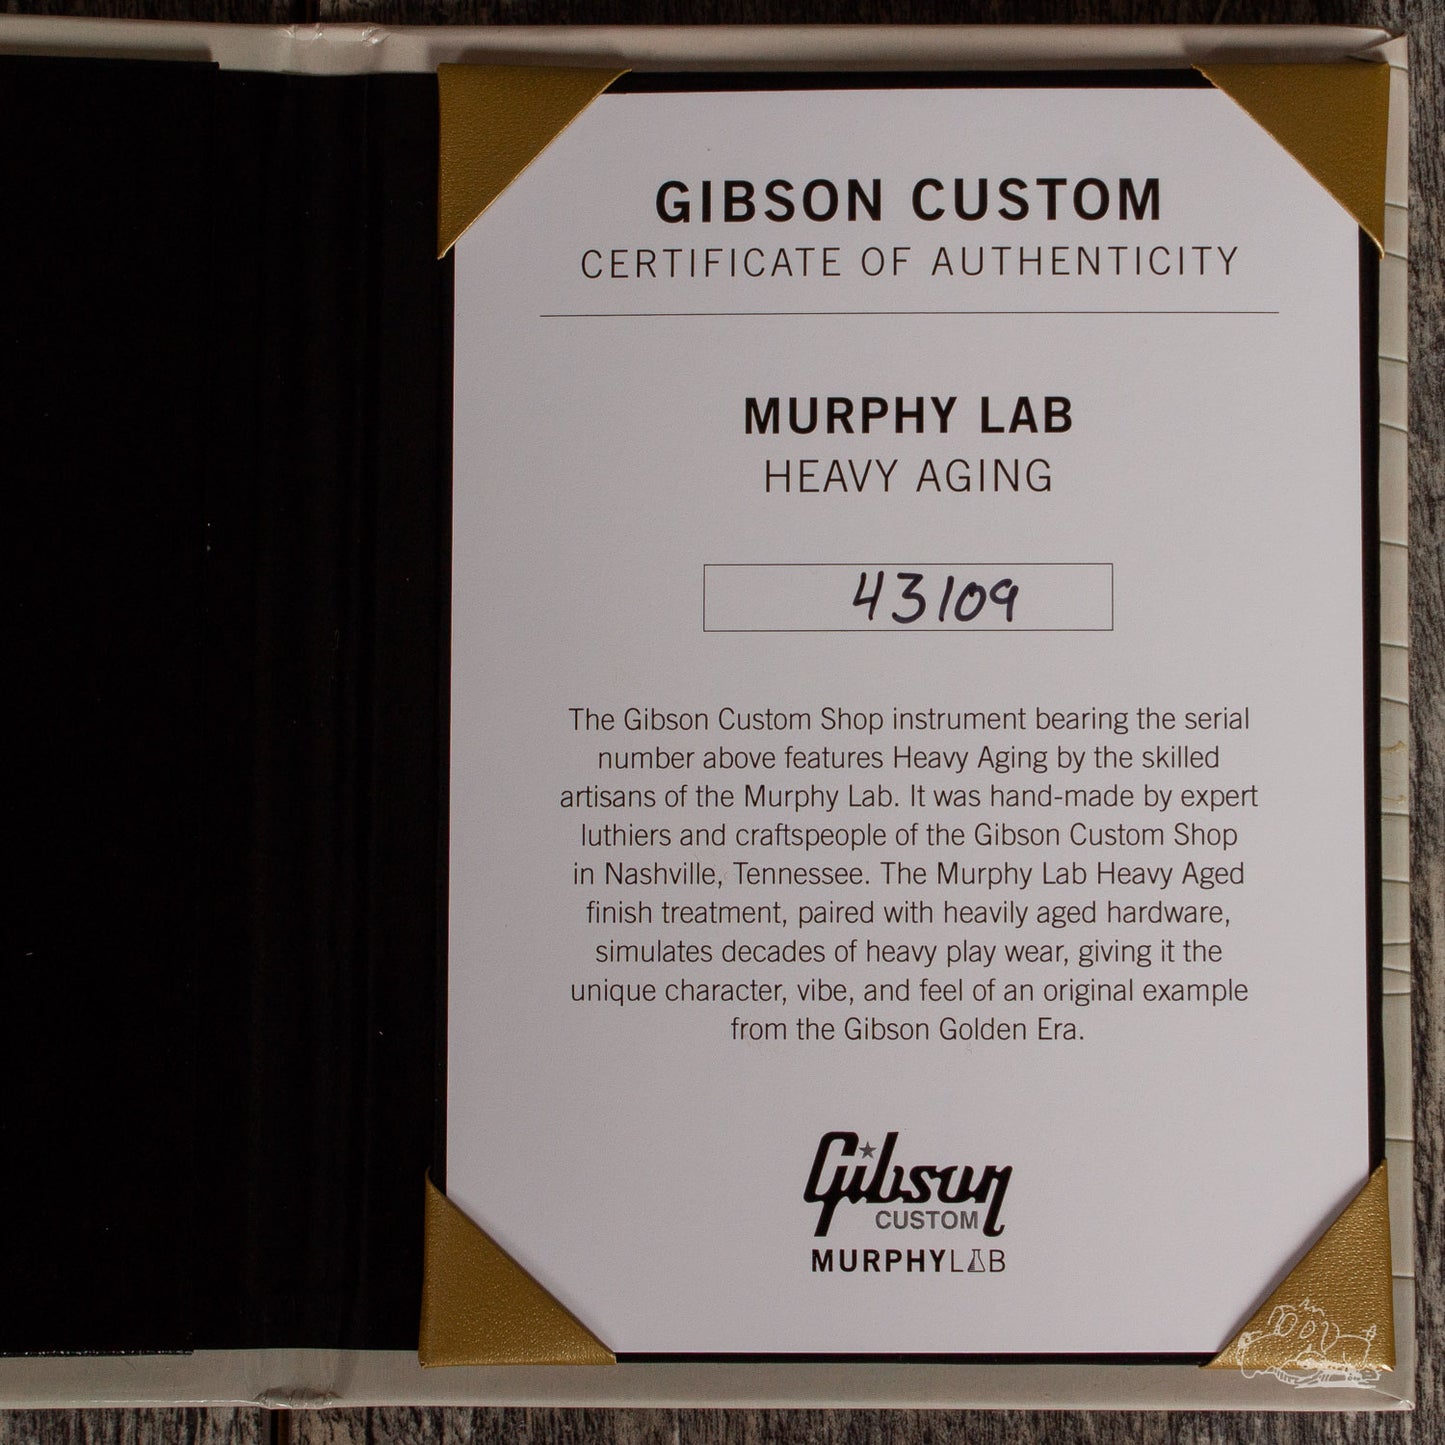 GIBSON CUSTOM
CERTIFICATE OF AUTHENTICITY
MURPHY LAB
HEAVY AGING
43109
The Gibson Custom Shop instrument bearing the serial
number above features Heavy Aging by the skilled
artisans of the Murphy Lab. It was hand-made by expert
luthiers and craftspeople of the Gibson Custom Shop
in Nashville, Tennessee. The Murphy Lab Heavy Aged
finish treatment, paired with heavily aged hardware,
simulates decades of heavy play wear, giving it the
unique character, vibe, and feel of an original example
from the Gibson Golden Era.
Gibson
CUSTOM
MURPHYLAB